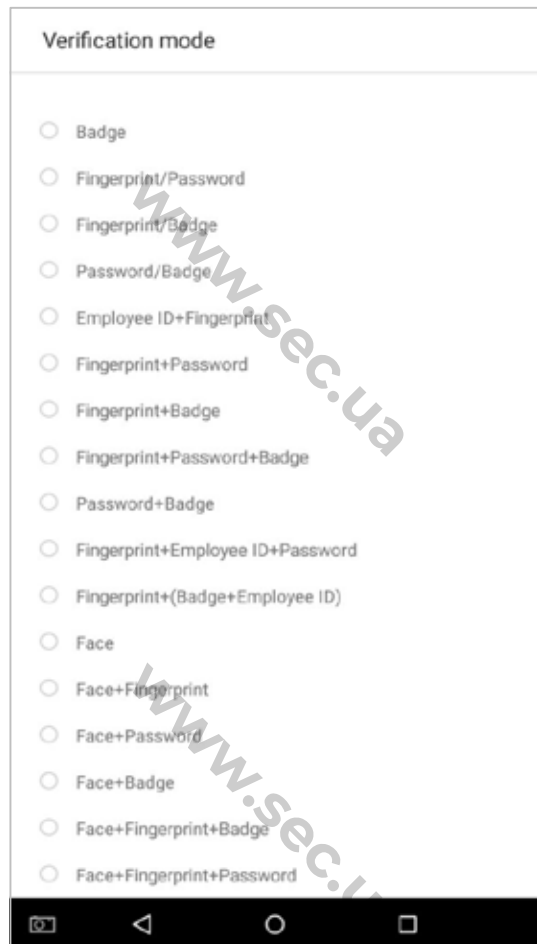 Verification mode
Badge
Fingerprint/Password
Fingerprint/Badge
Password/Badge
Employee ID+Fingerprint
Fingerprint+Password
Fingerprint+Badge
Fingerprint+Password+Badge
Password+Badge
Fingerprint+Employee ID+Password
Fingerprint+(Badge+Employee ID)
Face
Face+Fingerprint
Face+Password
Face+Badge
Face+Fingerprint+Badge
Face+Fingerprint+Password
www.sec.ua
www.sec.ua